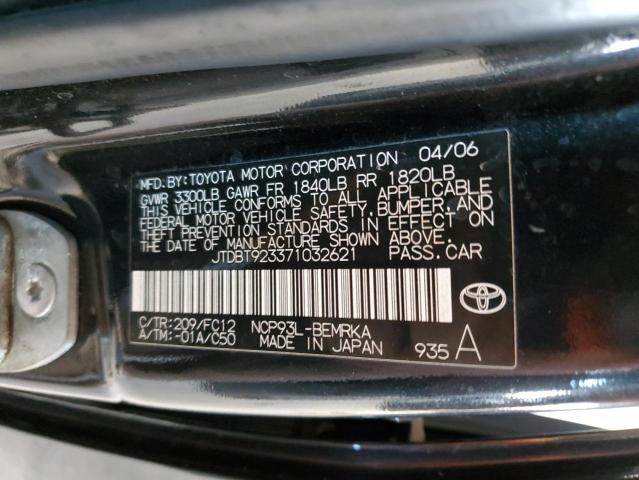 MFD.BY:TOYOTA MOTOR CORPORATION 04/06
GVWR 3300LB GAWR FR 1840LB RR 1820LB
THIS VEHICLE CONFORMS TO ALL APPLICABLE
FEDERAL MOTOR VEHICLE SAFETY,BUMPER,AND
THEFT PREVENTION STANDARDS IN EFFECT ON
THE DATE OF MANUFACTURE SHOWN ABOVE.
JTDBT923371032621 PASS.CAR
C/TR:209/FC12 NCP93L-BEMRKA
A/TM:-01A/C50 MADE IN JAPAN 935 A